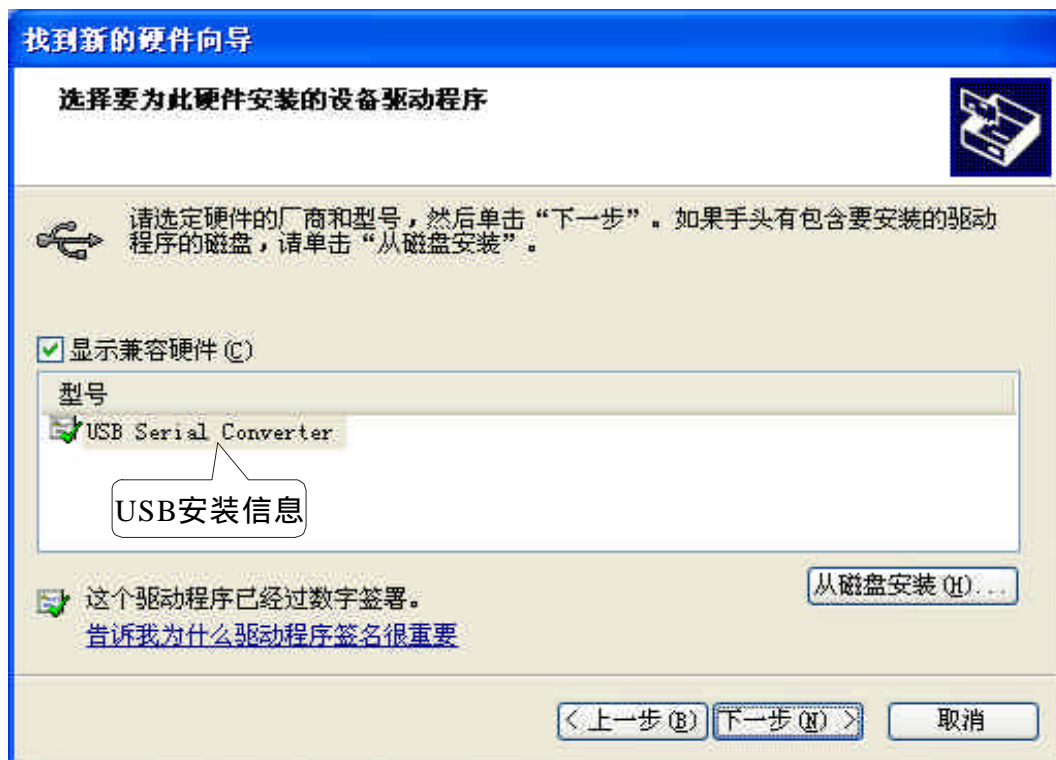 找到新的硬件向导
选择要为此硬件安装的设备驱动程序
请选定硬件的厂商和型号，然后单击“下一步”。如果手头有包含要安装的驱动
程序的磁盘，请单击“从磁盘安装”。
显示兼容硬件(C)
型号
USB Serial Converter
USB安装信息
这个驱动程序已经过数字签署。
告诉我为什么驱动程序签名很重要
从磁盘安装(H)...
< 上一步(B)
下一步(N) >
取消